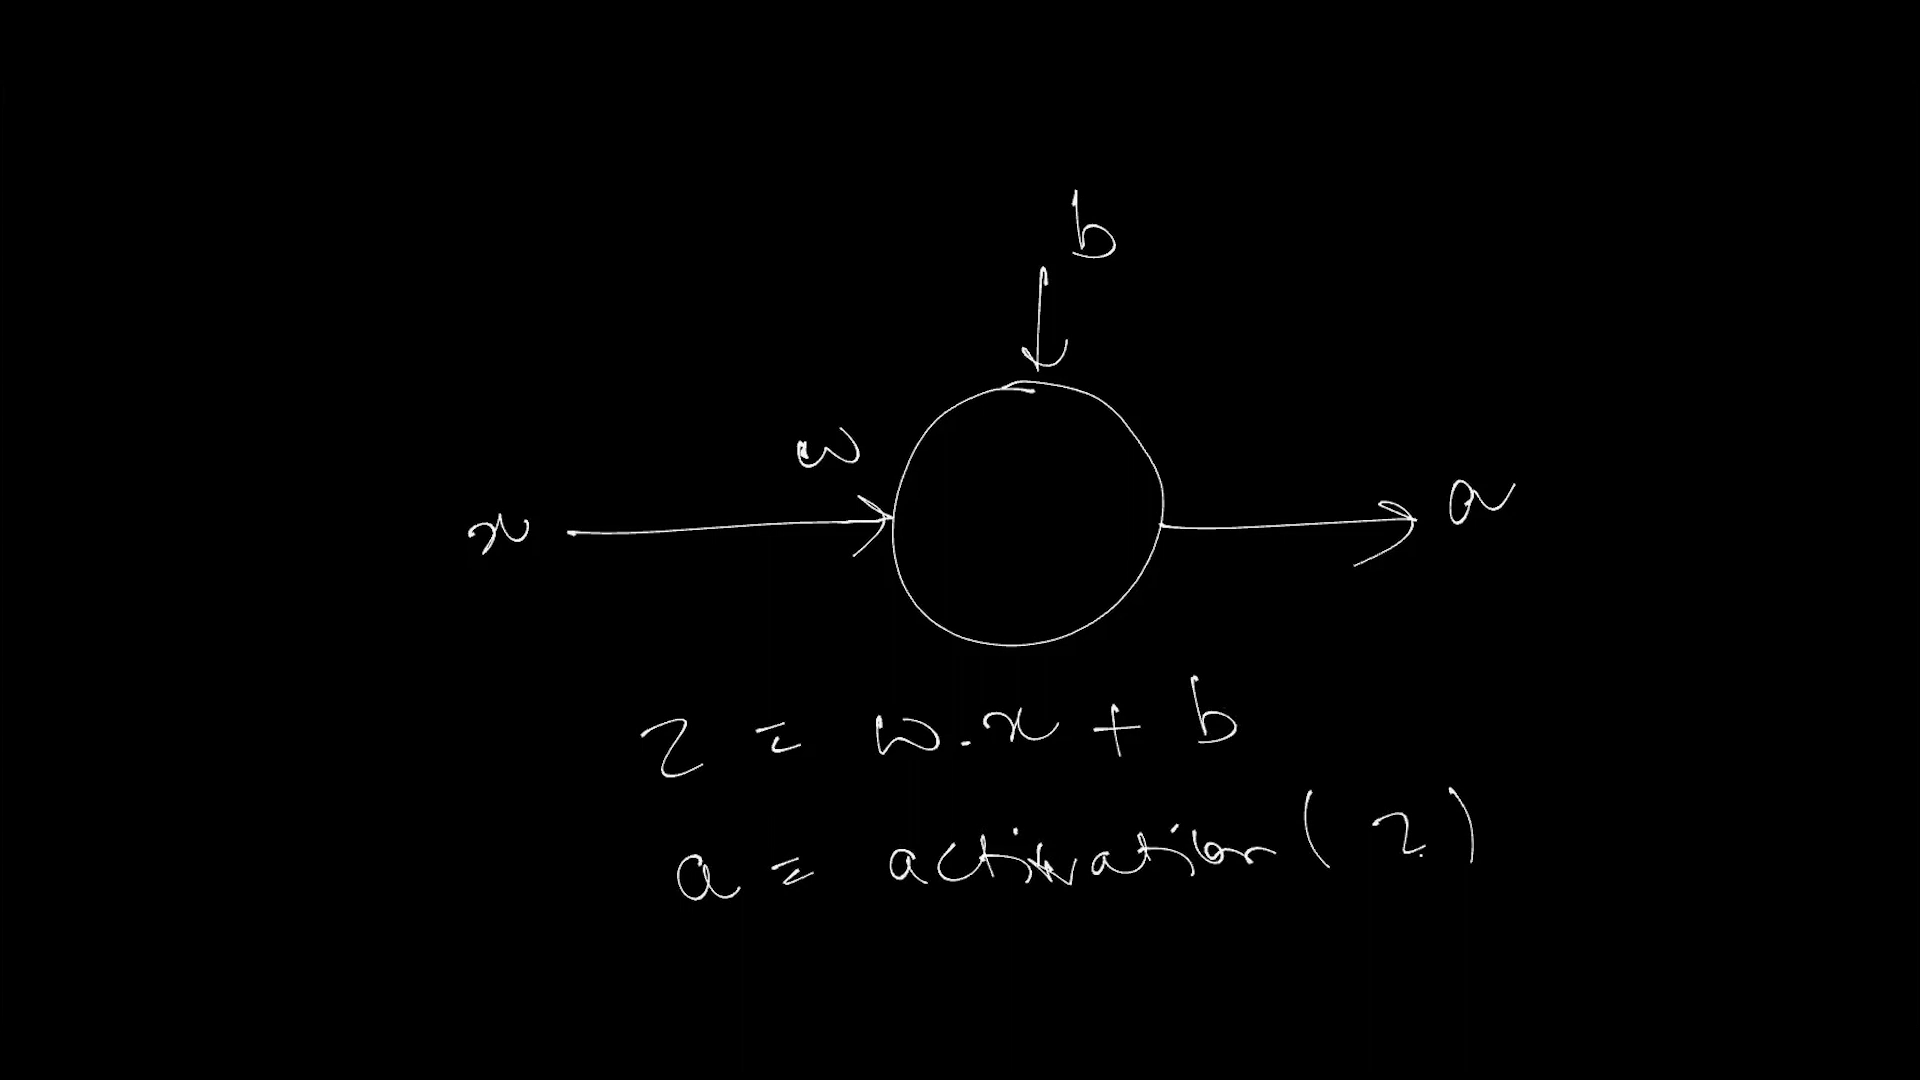 b
w
x
a
z = w.x + b
a = activation(z)